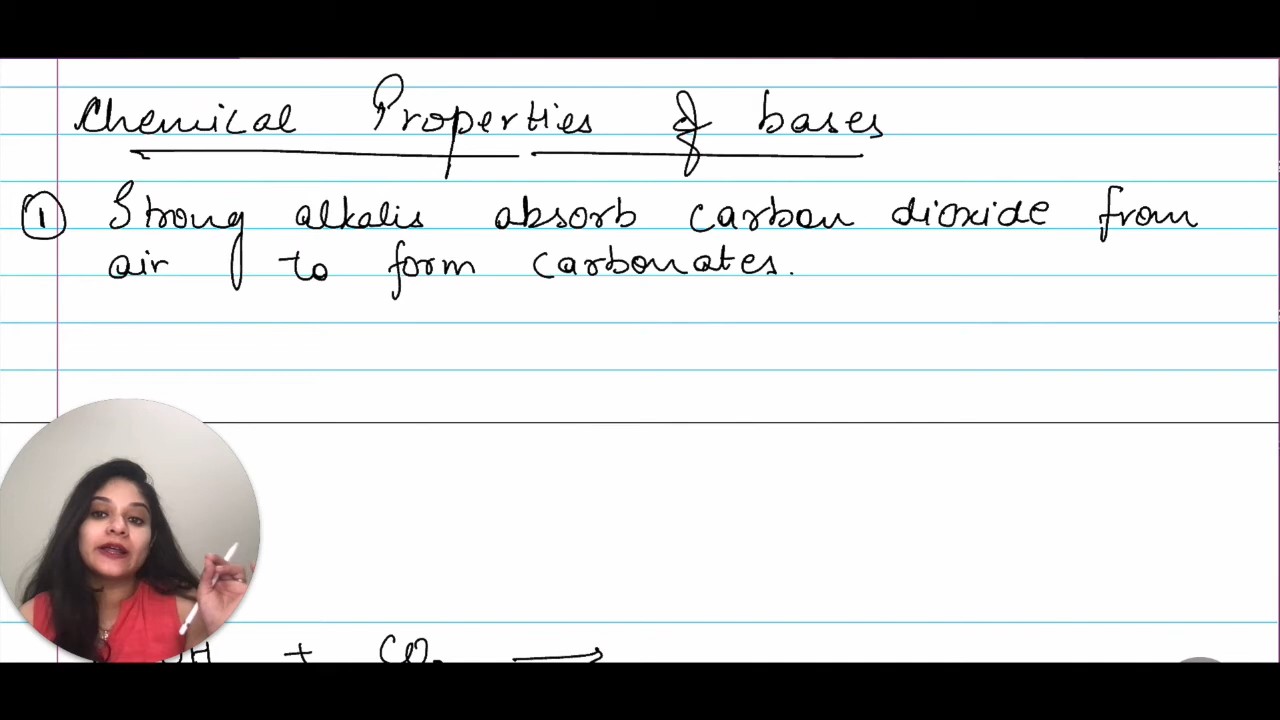 Chemical Properties of bases
① Strong alkalis absorb carbon dioxide from
air to form carbonates.
+ CO₂ →